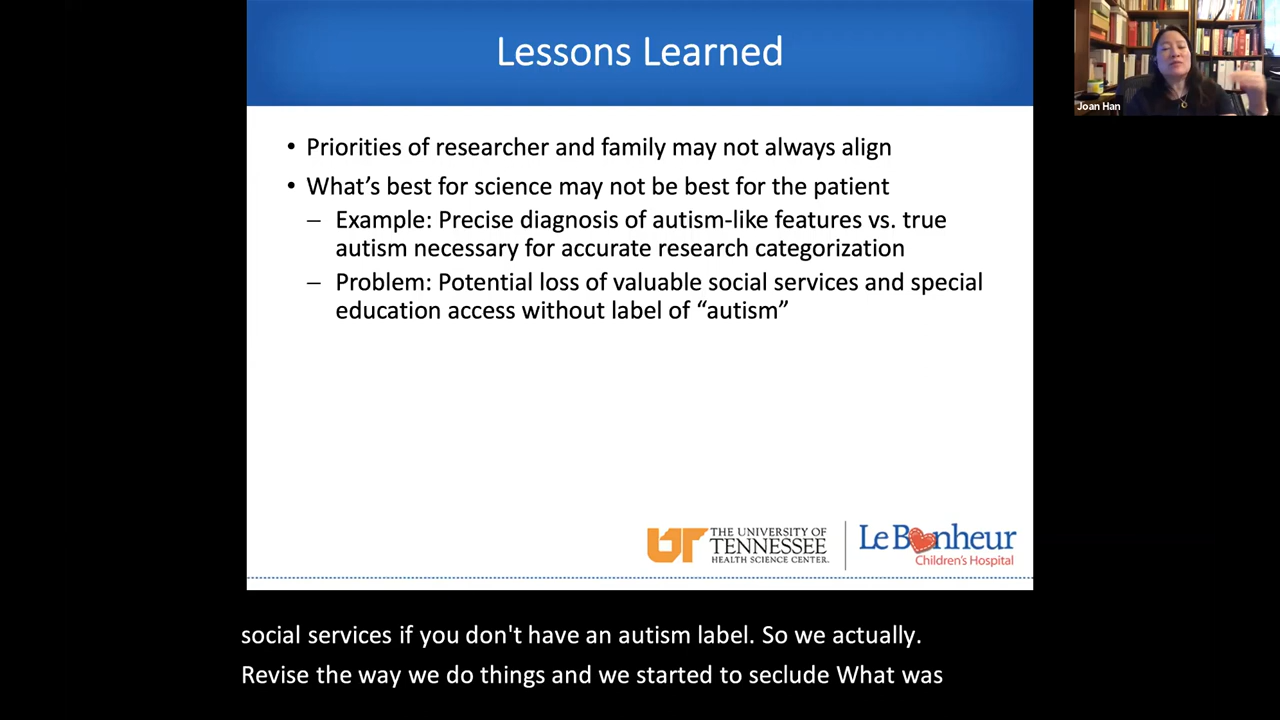 Lessons Learned
Joan Han
• Priorities of researcher and family may not always align
• What's best for science may not be best for the patient
– Example: Precise diagnosis of autism-like features vs. true
autism necessary for accurate research categorization
– Problem: Potential loss of valuable social services and special
education access without label of “autism”
UT THE UNIVERSITY OF
TENNESSEE
HEALTH SCIENCE CENTER.
Le Bonheur
Children's Hospital
social services if you don't have an autism label. So we actually.
Revise the way we do things and we started to seclude What was